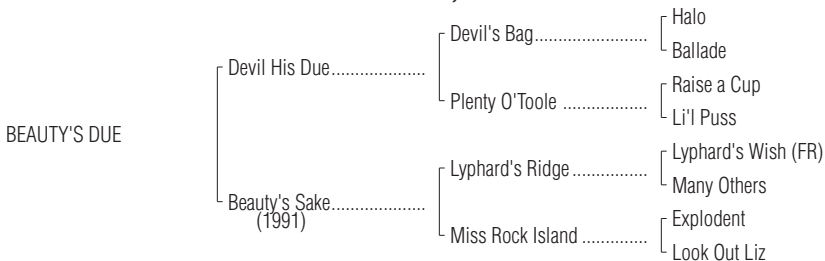 Halo
Devil's Bag
Ballade
Devil His Due
Raise a Cup
Plenty O'Toole
Li'l Puss
BEAUTY'S DUE
Lyphard's Wish (FR)
Lyphard's Ridge
Many Others
Beauty's Sake
(1991)
Explodent
Miss Rock Island
Look Out Liz